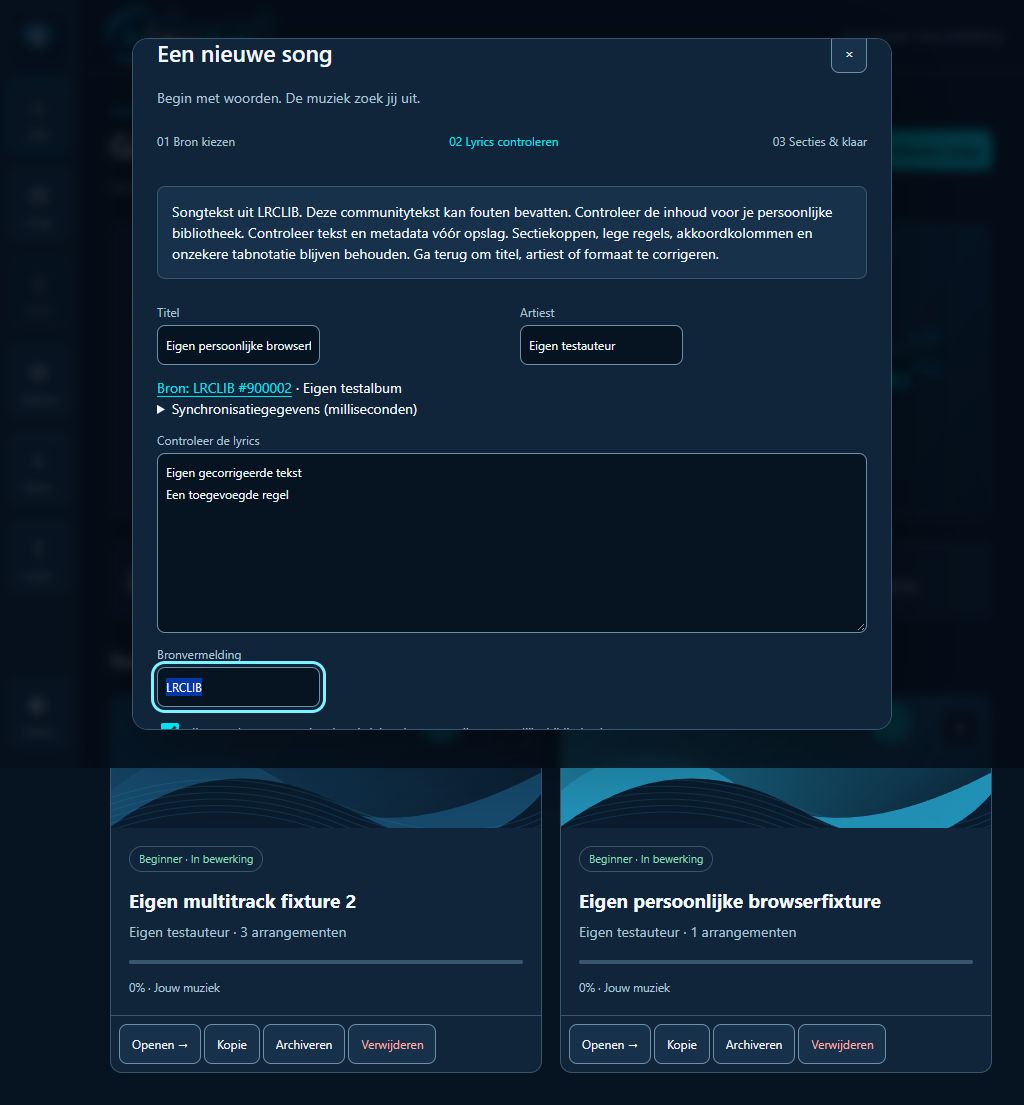 Een nieuwe song
×
Begin met woorden. De muziek zoek jij uit.
01 Bron kiezen
02 Lyrics controleren
03 Secties & klaar
Songtekst uit LRCLIB. Deze communitytekst kan fouten bevatten. Controleer de inhoud voor je persoonlijke
bibliotheek. Controleer tekst en metadata vóór opslag. Sectiekoppen, lege regels, akkoordkolommen en
onzekere tabnotatie blijven behouden. Ga terug om titel, artiest of formaat te corrigeren.
Titel
Artiest
Eigen persoonlijke browserf
Eigen testauteur
Bron: LRCLIB #900002 · Eigen testalbum
Synchronisatiegegevens (milliseconden)
Controleer de lyrics
Eigen gecorrigeerde tekst
Een toegevoegde regel
Bronvermelding
LRCLIB
Beginner · In bewerking
Beginner · In bewerking
Eigen multitrack fixture 2
Eigen persoonlijke browserfixture
Eigen testauteur · 3 arrangementen
Eigen testauteur · 1 arrangementen
0% · Jouw muziek
0% · Jouw muziek
Openen → Kopie Archiveren Verwijderen
Openen → Kopie Archiveren Verwijderen